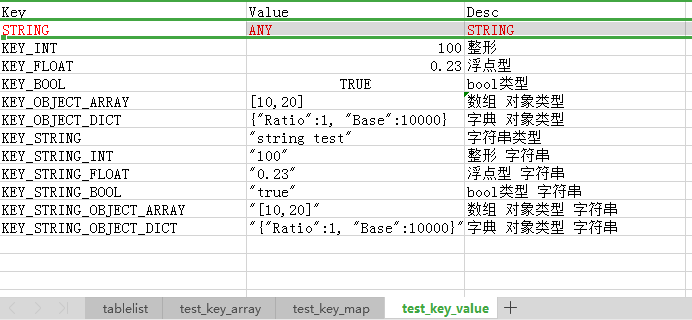 Key Value Desc
STRING ANY STRING
KEY_INT 100 整形
KEY_FLOAT 0.23 浮点型
KEY_BOOL TRUE bool类型
KEY_OBJECT_ARRAY [10,20] 数组 对象类型
KEY_OBJECT_DICT {"Ratio":1, "Base":10000} 字典 对象类型
KEY_STRING "string test" 字符串类型
KEY_STRING_INT "100" 整形 字符串
KEY_STRING_FLOAT "0.23" 浮点型 字符串
KEY_STRING_BOOL "true" bool类型 字符串
KEY_STRING_OBJECT_ARRAY "[10,20]" 数组 对象类型 字符串
KEY_STRING_OBJECT_DICT "{"Ratio":1, "Base":10000}" 字典 对象类型 字符串
tablelist test_key_array test_key_map test_key_value